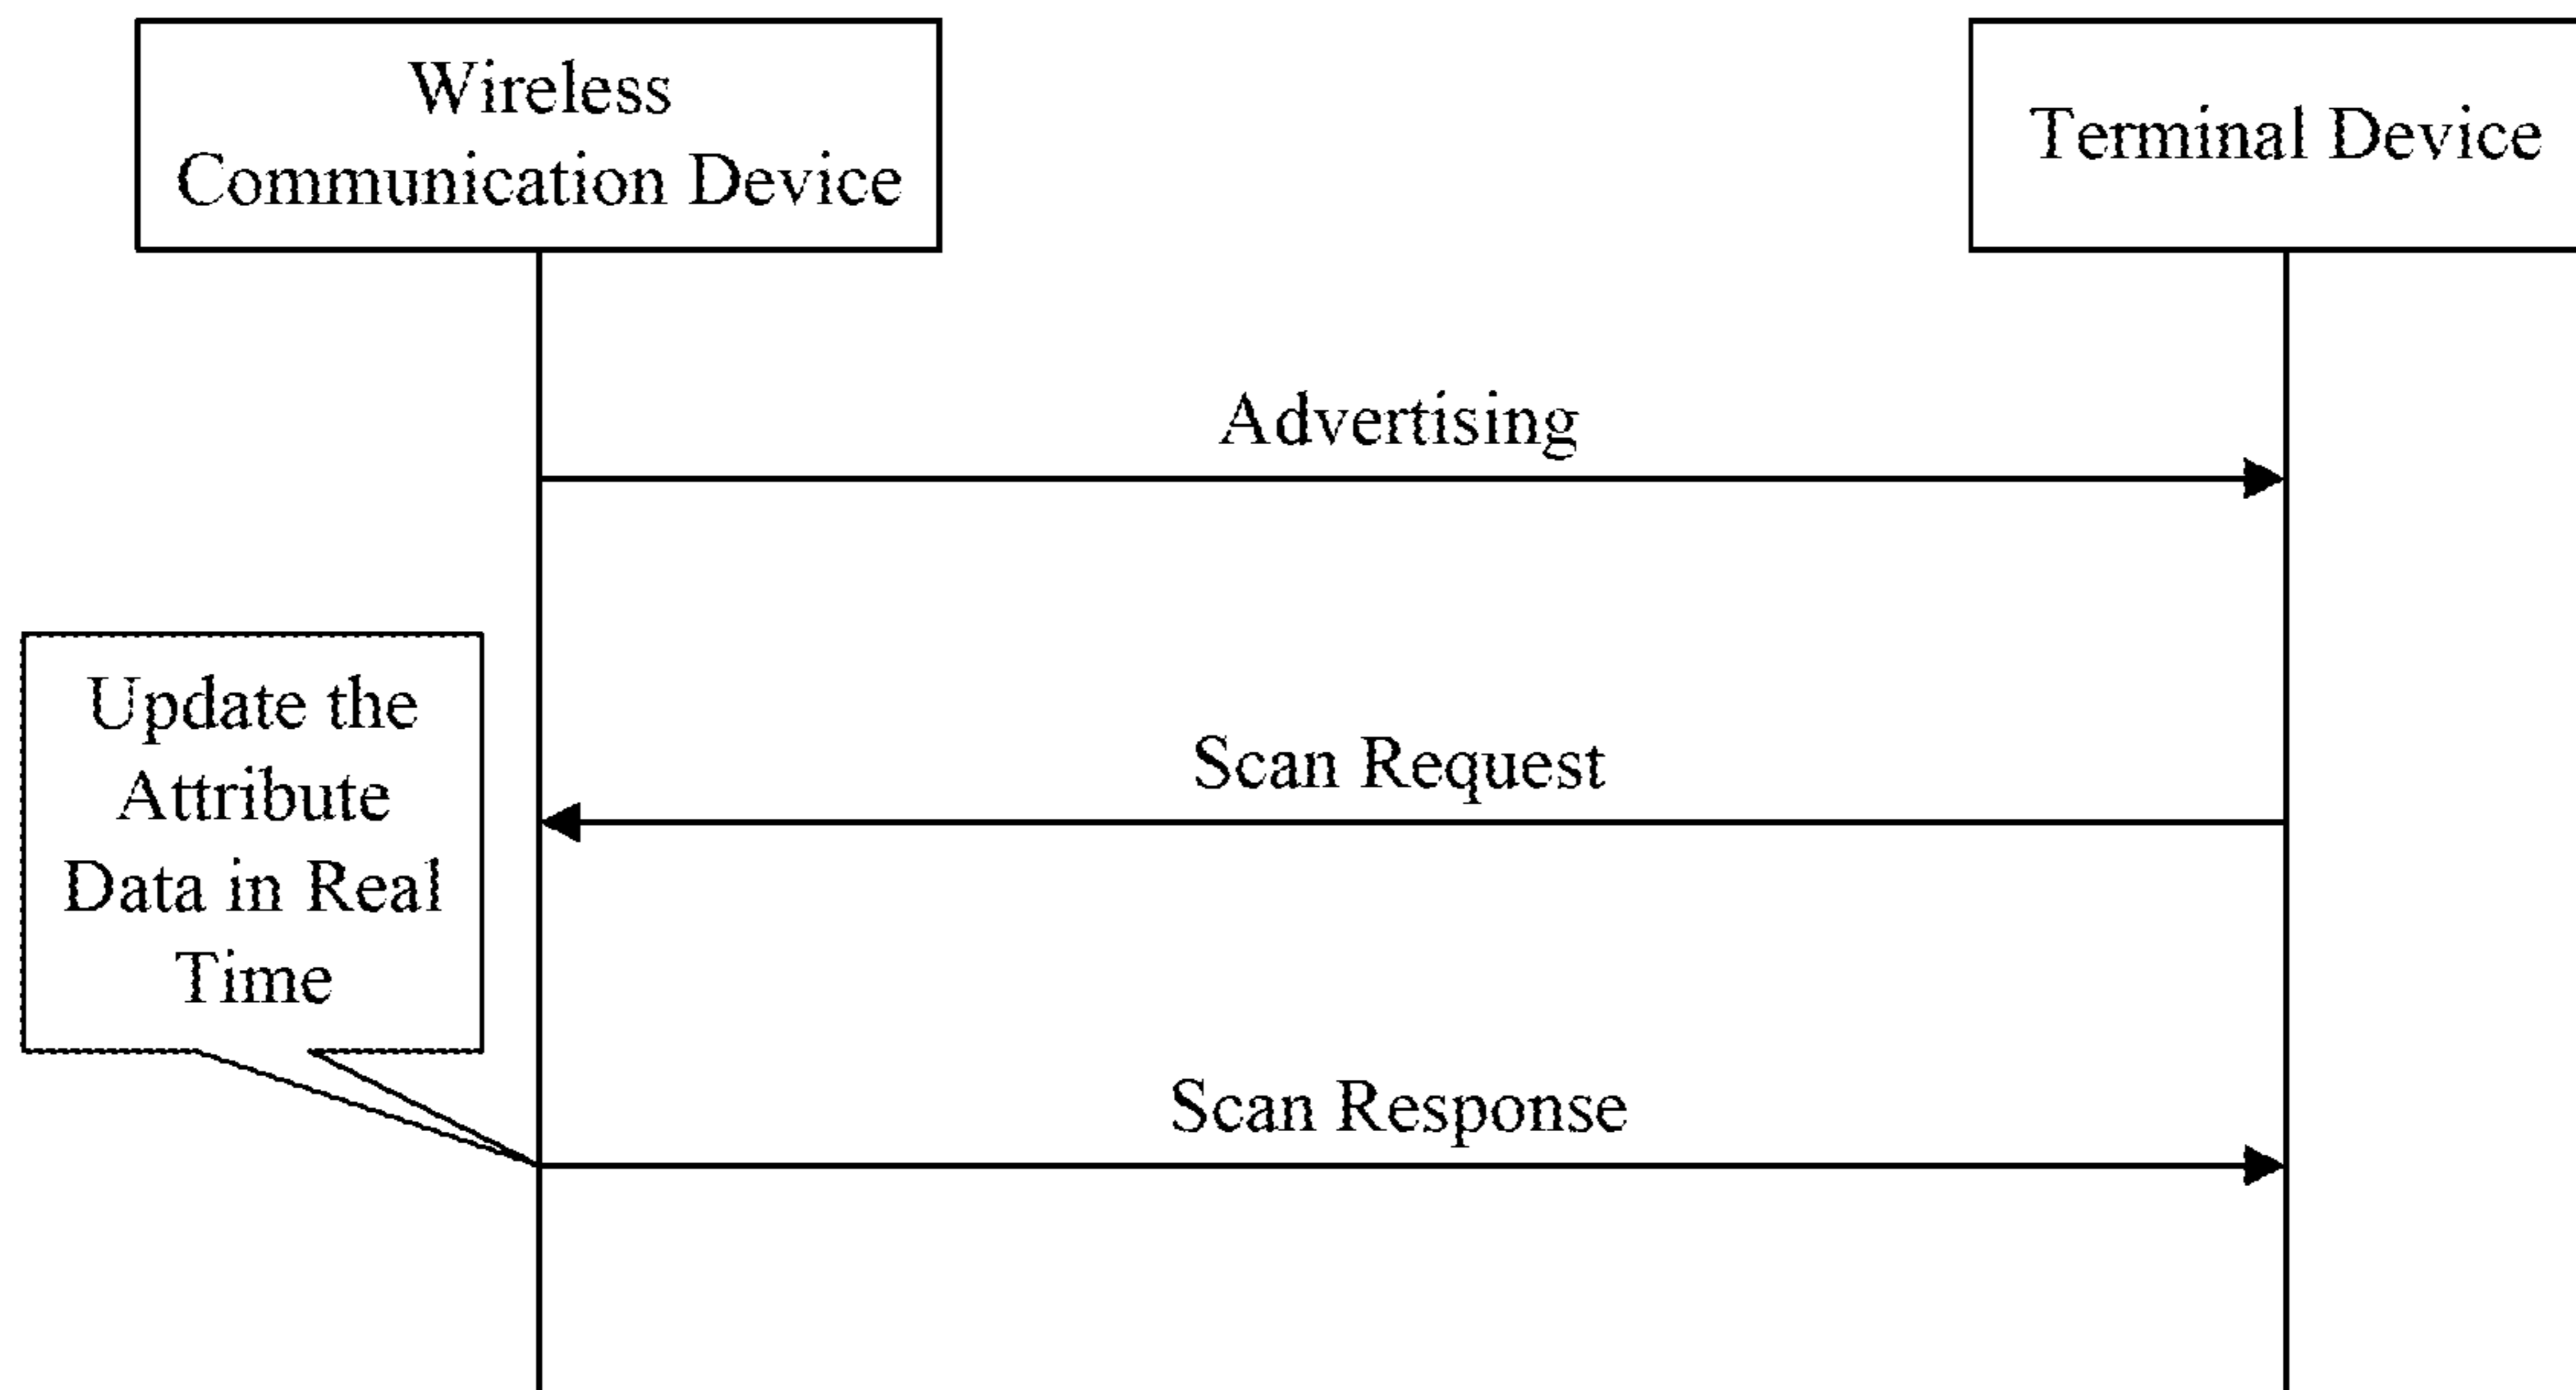 Wireless
Communication Device
Terminal Device
Advertising
Update the
Attribute
Data in Real
Time
Scan Request
Scan Response